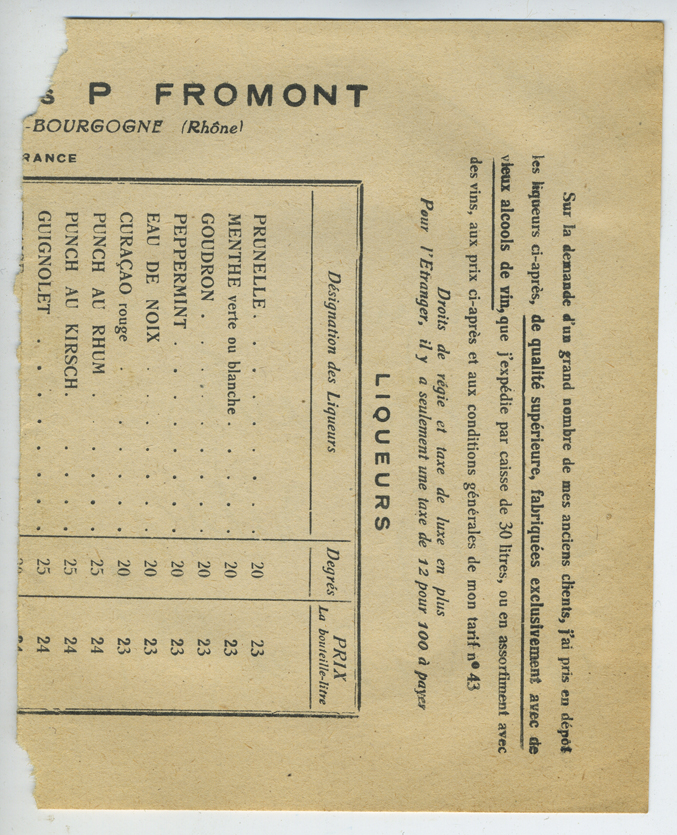 P FROMONT
-BOURGOGNE (Rhône)
RANCE
Sur la demande d'un grand nombre de mes anciens clients, j'ai pris en dépôt
les liqueurs ci-après, de qualité supérieure, fabriquées exclusivement avec de
vieux alcools de vin, que j'expédie par caisse de 30 litres, ou en assortiment avec
des vins, aux prix ci-après et aux conditions générales de mon tarif nº 43
Droits de régie et taxe de luxe en plus
Pour l'Etranger, il y a seulement une taxe de 12 pour 100 à payer
LIQUEURS
Désignation des Liqueurs Degrés PRIX La bouteille-litre
PRUNELLE . . . . . . . . 20 23
MENTHE verte ou blanche . . . . . 20 23
GOUDRON . . . . . . . . 20 23
PEPPERMINT . . . . . . . 20 23
EAU DE NOIX . . . . . . . 20 23
CURAÇAO rouge . . . . . . 20 23
PUNCH AU RHUM . . . . . . 25 24
PUNCH AU KIRSCH . . . . . . 25 24
GUIGNOLET . . . . . . . . 25 24